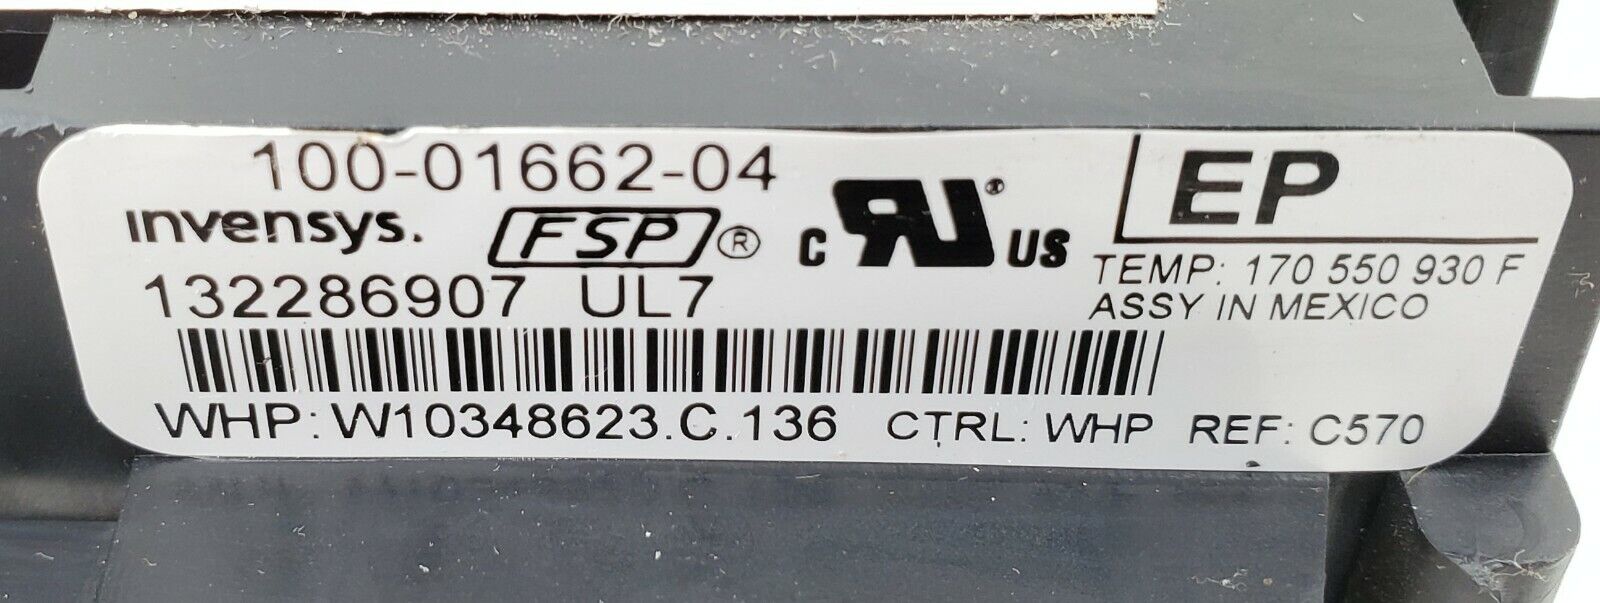 100-01662-04
invensys. FSP® c RU® US
EP
132286907 UL7
TEMP: 170 550 930 F
ASSY IN MEXICO
WHP: W10348623.C.136 CTRL: WHP REF: C570